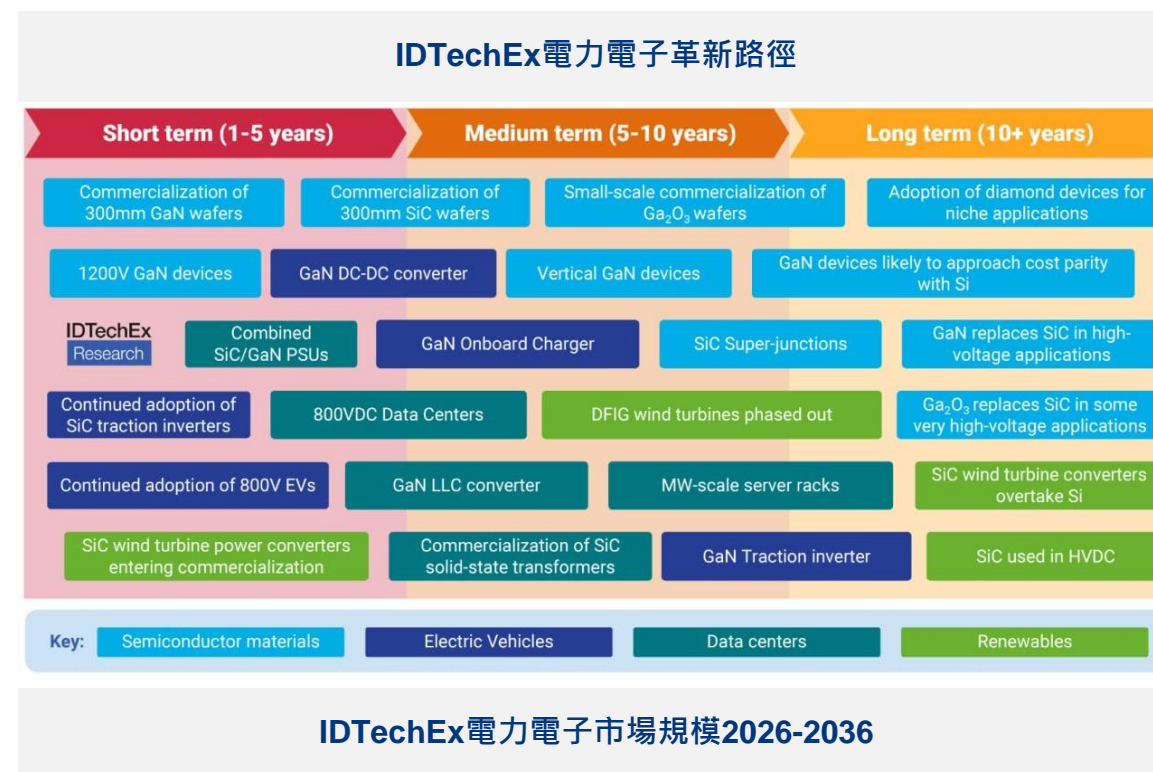 IDTechEx電力電子革新路徑
Short term (1-5 years)
Medium term (5-10 years)
Long term (10+ years)
Commercialization of
300mm GaN wafers
Commercialization of
300mm SiC wafers
Small-scale commercialization of
Ga₂O₃ wafers
Adoption of diamond devices for
niche applications
1200V GaN devices
GaN DC-DC converter
Vertical GaN devices
GaN devices likely to approach cost parity
with Si
IDTechEx
Research
Combined
SiC/GaN PSUs
GaN Onboard Charger
SiC Super-junctions
GaN replaces SiC in high-
voltage applications
Continued adoption of
SiC traction inverters
800VDC Data Centers
DFIG wind turbines phased out
Ga₂O₃ replaces SiC in some
very high-voltage applications
Continued adoption of 800V EVs
GaN LLC converter
MW-scale server racks
SiC wind turbine converters
overtake Si
SiC wind turbine power converters
entering commercialization
Commercialization of SiC
solid-state transformers
GaN Traction inverter
SiC used in HVDC
Key:
Semiconductor materials
Electric Vehicles
Data centers
Renewables
IDTechEx電力電子市場規模2026-2036